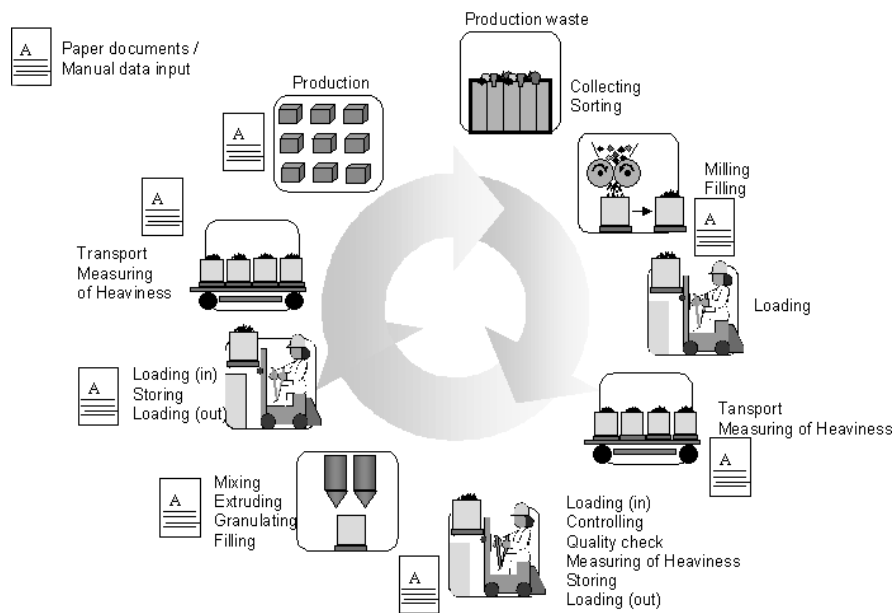 Production waste
A
Paper documents /
Manual data input
Production
Collecting
Sorting
A
Milling
Filling
A
A
Transport
Measuring
of Heaviness
Loading
A
Loading (in)
Storing
Loading (out)
Tansport
Measuring of Heaviness
A
A
Mixing
Extruding
Granulating
Filling
A
Loading (in)
Controlling
Quality check
Measuring of Heaviness
Storing
Loading (out)